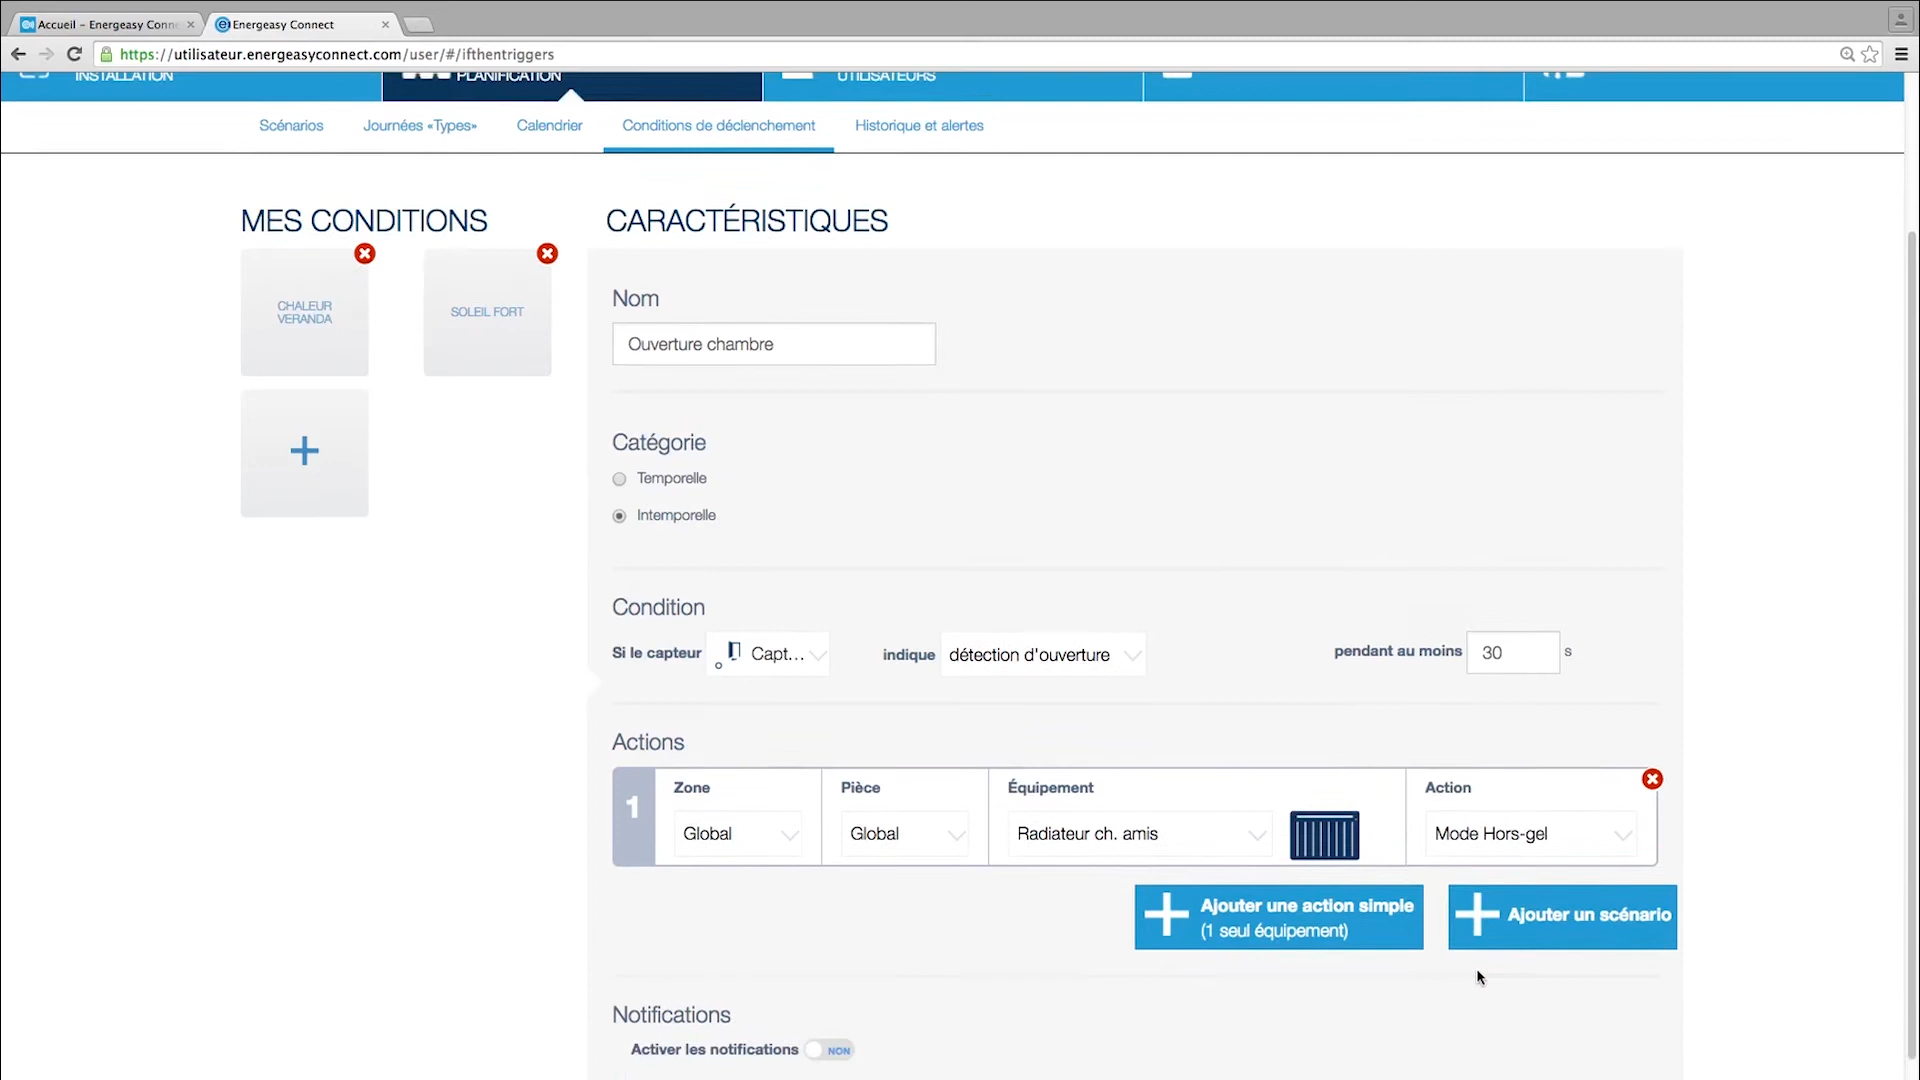 Accueil – Energeasy Conn
Energeasy Connect
https://utilisateur.energeasyconnect.com/user/#/ifthentriggers
INSTALLATION
PLANIFICATION
UTILISATEURS
Scénarios
Journées «Types»
Calendrier
Conditions de déclenchement
Historique et alertes
MES CONDITIONS
CARACTÉRISTIQUES
CHALEUR
VERANDA
SOLEIL FORT
Nom
Ouverture chambre
Catégorie
Temporelle
Intemporelle
Condition
Si le capteur
Capt...
indique
détection d'ouverture
pendant au moins
30
s
Actions
1
Zone
Pièce
Équipement
Action
Global
Global
Radiateur ch. amis
Mode Hors-gel
Ajouter une action simple
(1 seul équipement)
Ajouter un scénario
Notifications
Activer les notifications
NON